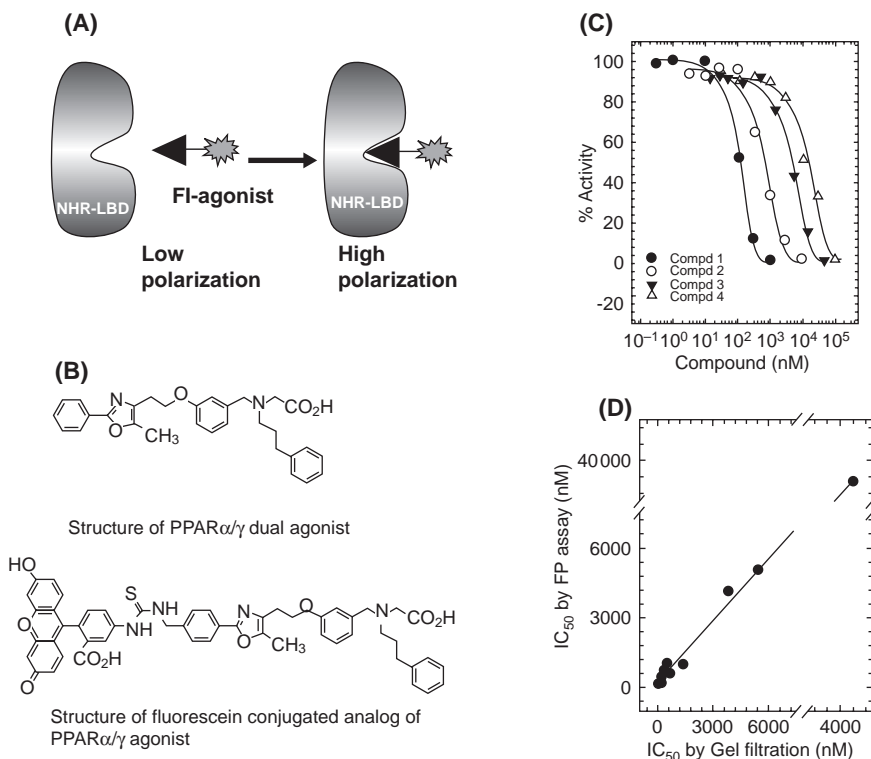 (A)
NHR-LBD
Fl-agonist
NHR-LBD
Low
polarization
High
polarization
(B)
N
O
CH3
O
N
CO2H
Structure of PPARα/γ dual agonist
HO
O
O
CO2H
S
NH
NH
N
O
CH3
O
N
CO2H
Structure of fluorescein conjugated analog of
PPARα/γ agonist
(C)
% Activity
100
80
60
40
20
0
-20
Compd 1
Compd 2
Compd 3
Compd 4
10−1 100 101 102 103 104 105
Compound (nM)
(D)
IC50 by FP assay (nM)
40000
6000
3000
0
0 3000 6000 4000
IC50 by Gel filtration (nM)